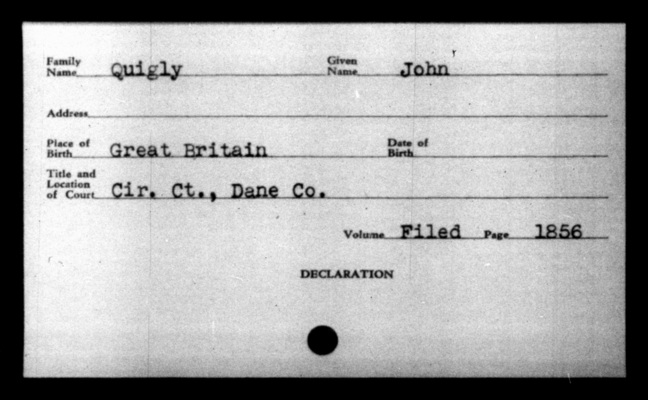 Family Name Quigly Given Name John
Address
Place of Birth Great Britain Date of Birth
Title and Location of Court Cir. Ct., Dane Co.
Volume Filed Page 1856
DECLARATION